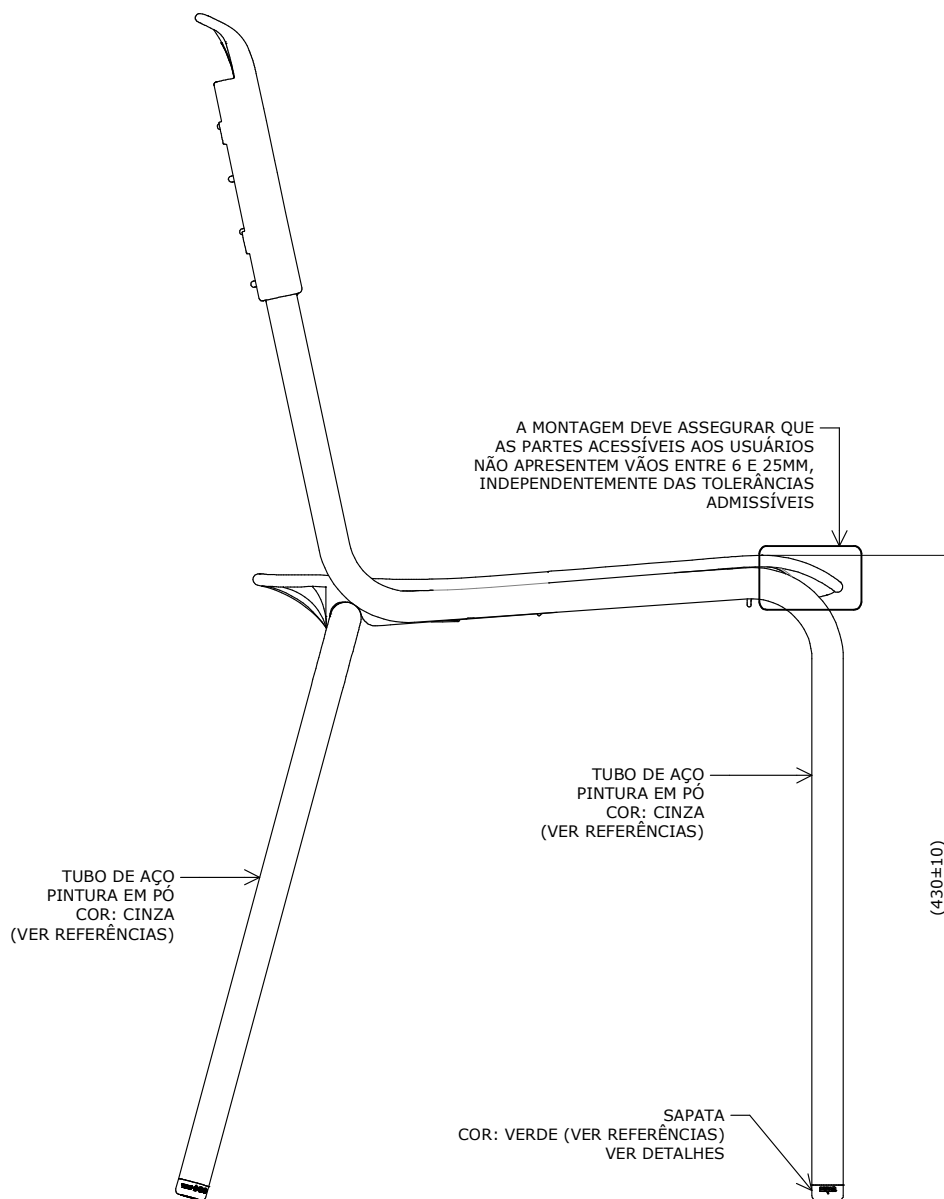 A MONTAGEM DEVE ASSEGURAR QUE
AS PARTES ACESSÍVEIS AOS USUÁRIOS
NÃO APRESENTEM VÃOS ENTRE 6 E 25MM,
INDEPENDENTEMENTE DAS TOLERÂNCIAS
ADMISSÍVEIS
TUBO DE AÇO
PINTURA EM PÓ
COR: CINZA
(VER REFERÊNCIAS)
TUBO DE AÇO
PINTURA EM PÓ
COR: CINZA
(VER REFERÊNCIAS)
(430±10)
SAPATA
COR: VERDE (VER REFERÊNCIAS)
VER DETALHES